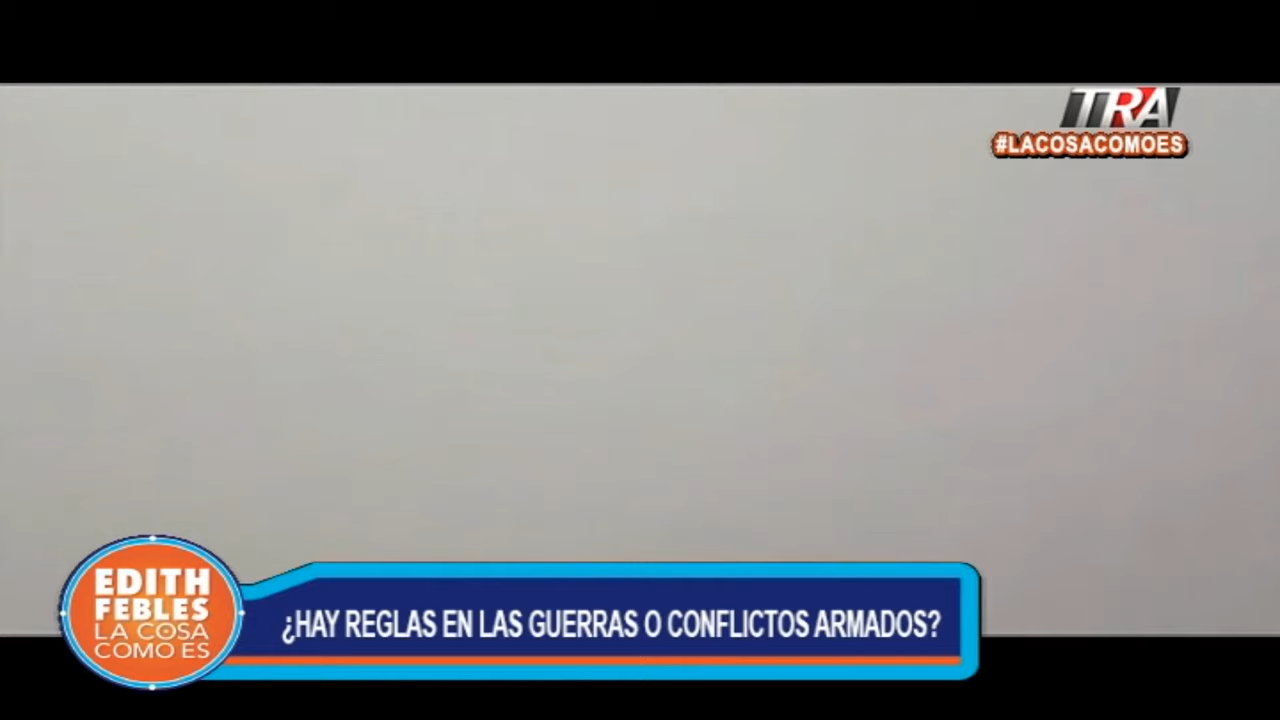 TRA
#LACOSACOMOES
EDITH
FEBLES
LA COSA
COMO ES
¿HAY REGLAS EN LAS GUERRAS O CONFLICTOS ARMADOS?